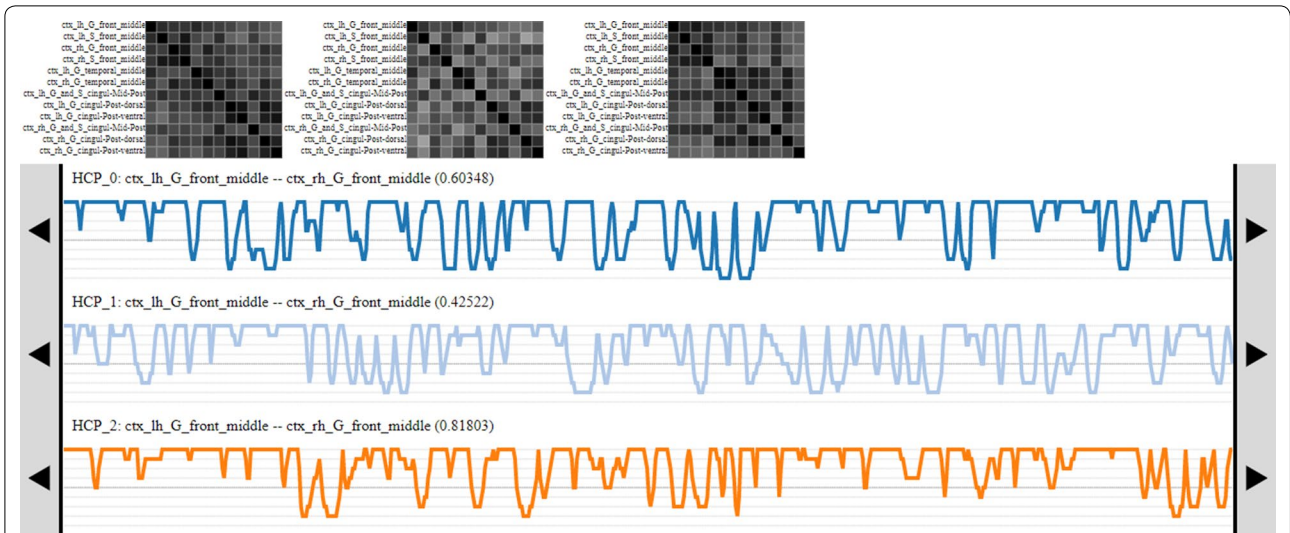 ctx_lh_G_front_middle
ctx_lh_S_front_middle
ctx_rh_G_front_middle
ctx_rh_S_front_middle
ctx_lh_G_temporal_middle
ctx_rh_G_temporal_middle
ctx_lh_G_and_S_cingul-Mid-Post
ctx_lh_G_cingul-Post-dorsal
ctx_lh_G_cingul-Post-ventral
ctx_rh_G_and_S_cingul-Mid-Post
ctx_rh_G_cingul-Post-dorsal
ctx_rh_G_cingul-Post-ventral
ctx_lh_G_front_middle
ctx_lh_S_front_middle
ctx_rh_G_front_middle
ctx_rh_S_front_middle
ctx_lh_G_temporal_middle
ctx_rh_G_temporal_middle
ctx_lh_G_and_S_cingul-Mid-Post
ctx_lh_G_cingul-Post-dorsal
ctx_lh_G_cingul-Post-ventral
ctx_rh_G_and_S_cingul-Mid-Post
ctx_rh_G_cingul-Post-dorsal
ctx_rh_G_cingul-Post-ventral
ctx_lh_G_front_middle
ctx_lh_S_front_middle
ctx_rh_G_front_middle
ctx_rh_S_front_middle
ctx_lh_G_temporal_middle
ctx_rh_G_temporal_middle
ctx_lh_G_and_S_cingul-Mid-Post
ctx_lh_G_cingul-Post-dorsal
ctx_lh_G_cingul-Post-ventral
ctx_rh_G_and_S_cingul-Mid-Post
ctx_rh_G_cingul-Post-dorsal
ctx_rh_G_cingul-Post-ventral
HCP_0: ctx_lh_G_front_middle -- ctx_rh_G_front_middle (0.60348)
HCP_1: ctx_lh_G_front_middle -- ctx_rh_G_front_middle (0.42522)
HCP_2: ctx_lh_G_front_middle -- ctx_rh_G_front_middle (0.81803)